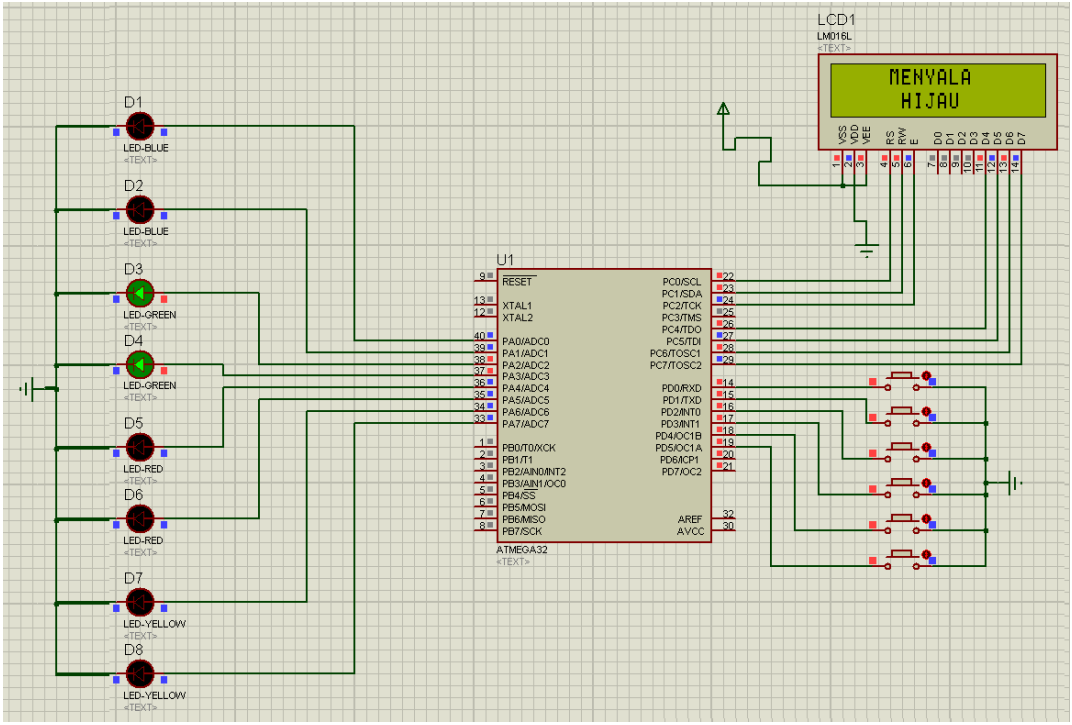 LCD1
LM016L
<TEXT>
MENYALA
HIJAU
VSS
VDD
VEE
RS
RW
E
D0
D1
D2
D3
D4
D5
D6
D7
1
2
3
4
5
6
7
8
9
10
11
12
13
14
D1
LED-BLUE
<TEXT>
D2
LED-BLUE
<TEXT>
D3
LED-GREEN
<TEXT>
D4
LED-GREEN
<TEXT>
D5
LED-RED
<TEXT>
D6
LED-RED
<TEXT>
D7
LED-YELLOW
<TEXT>
D8
LED-YELLOW
<TEXT>
U1
9 RESET
13 XTAL1
12 XTAL2
40 PA0/ADC0
39 PA1/ADC1
38 PA2/ADC2
37 PA3/ADC3
36 PA4/ADC4
35 PA5/ADC5
34 PA6/ADC6
33 PA7/ADC7
1 PB0/T0/XCK
2 PB1/T1
3 PB2/AIN0/INT2
4 PB3/AIN1/OC0
5 PB4/SS
6 PB5/MOSI
7 PB6/MISO
8 PB7/SCK
PC0/SCL 22
PC1/SDA 23
PC2/TCK 24
PC3/TMS 25
PC4/TDO 26
PC5/TDI 27
PC6/TOSC1 28
PC7/TOSC2 29
PD0/RXD 14
PD1/TXD 15
PD2/INT0 16
PD3/INT1 17
PD4/OC1B 18
PD5/OC1A 19
PD6/ICP1 20
PD7/OC2 21
AREF 32
AVCC 30
ATMEGA32
<TEXT>